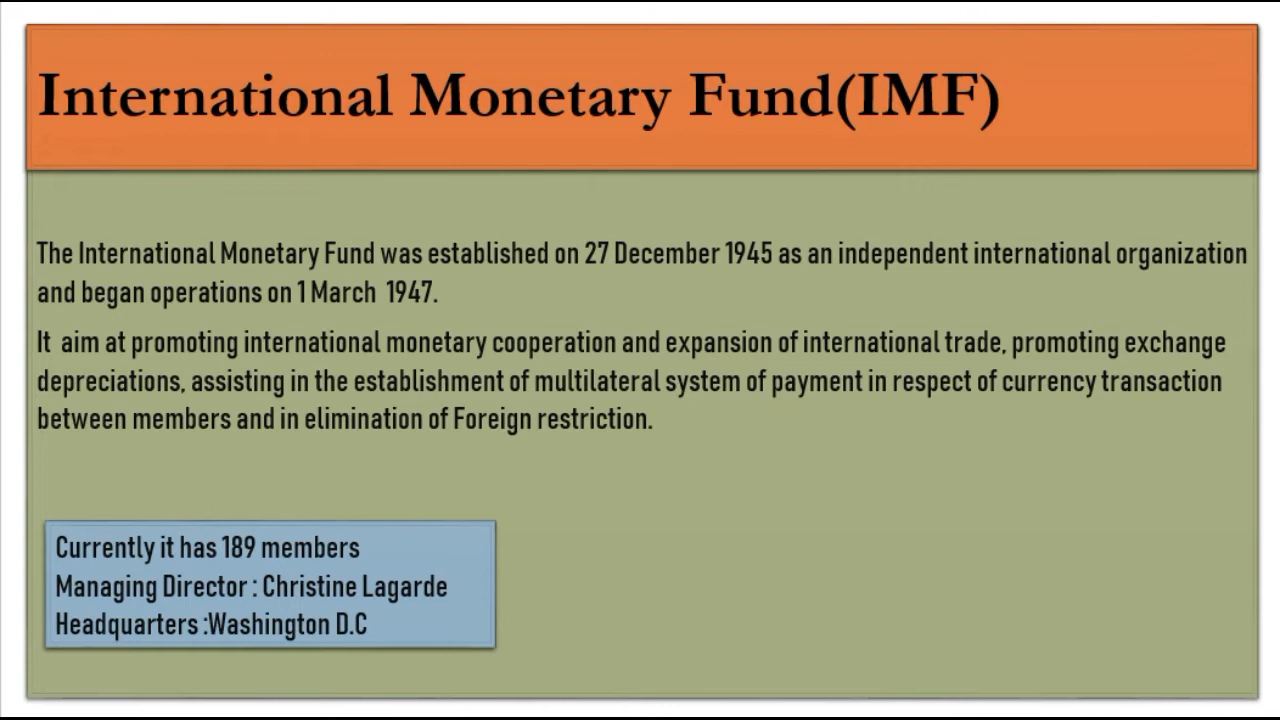 International Monetary Fund(IMF)
The International Monetary Fund was established on 27 December 1945 as an independent international organization
and began operations on 1 March 1947.
It aim at promoting international monetary cooperation and expansion of international trade, promoting exchange
depreciations, assisting in the establishment of multilateral system of payment in respect of currency transaction
between members and in elimination of Foreign restriction.
Currently it has 189 members
Managing Director : Christine Lagarde
Headquarters :Washington D.C